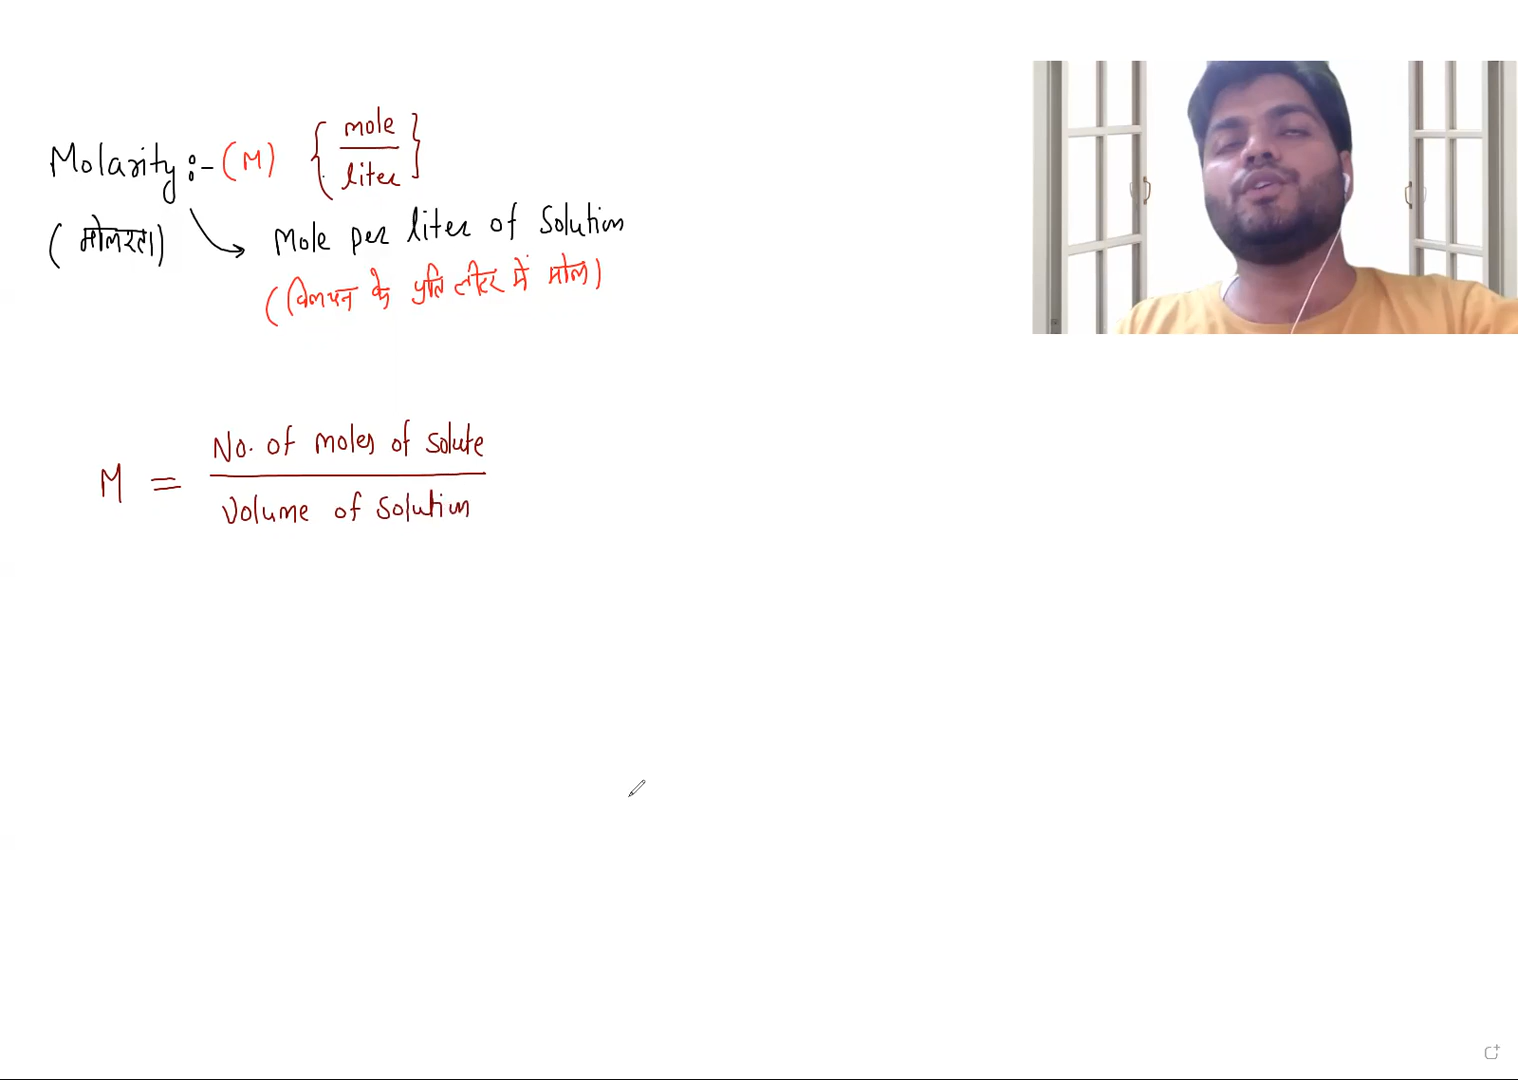 Molarity :- (M) { mole / liter }
(मोलरता)
Mole per liter of Solution
(विलयन के प्रति लीटर में मोल)
M = No. of moles of solute / Volume of solution